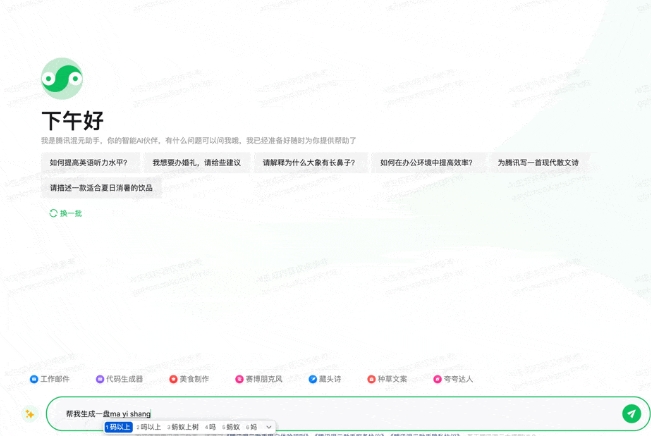 下午好
我是腾讯混元助手，你的智能AI伙伴，有什么问题可以问我哦，我已经准备好随时为你提供帮助了
如何提高英语听力水平？ 我想要办婚礼，请给些建议 请解释为什么大象有长鼻子？ 如何在办公环境中提高效率？ 为腾讯写一首现代散文诗
请描述一款适合夏日消暑的饮品
换一批
工作邮件 代码生成器 美食制作 赛博朋克风 藏头诗 种草文案 夸夸达人
帮我生成一盘ma yi shang
1 码以上 2 吗以上 3 蚂蚁上树 4 吗 5 蚂蚁 6 妈